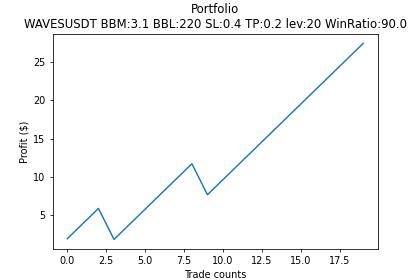 Portfolio
WAVESUSDT BBM:3.1 BBL:220 SL:0.4 TP:0.2 lev:20 WinRatio:90.0
Profit ($)
25
20
15
10
5
0.0 2.5 5.0 7.5 10.0 12.5 15.0 17.5
Trade counts